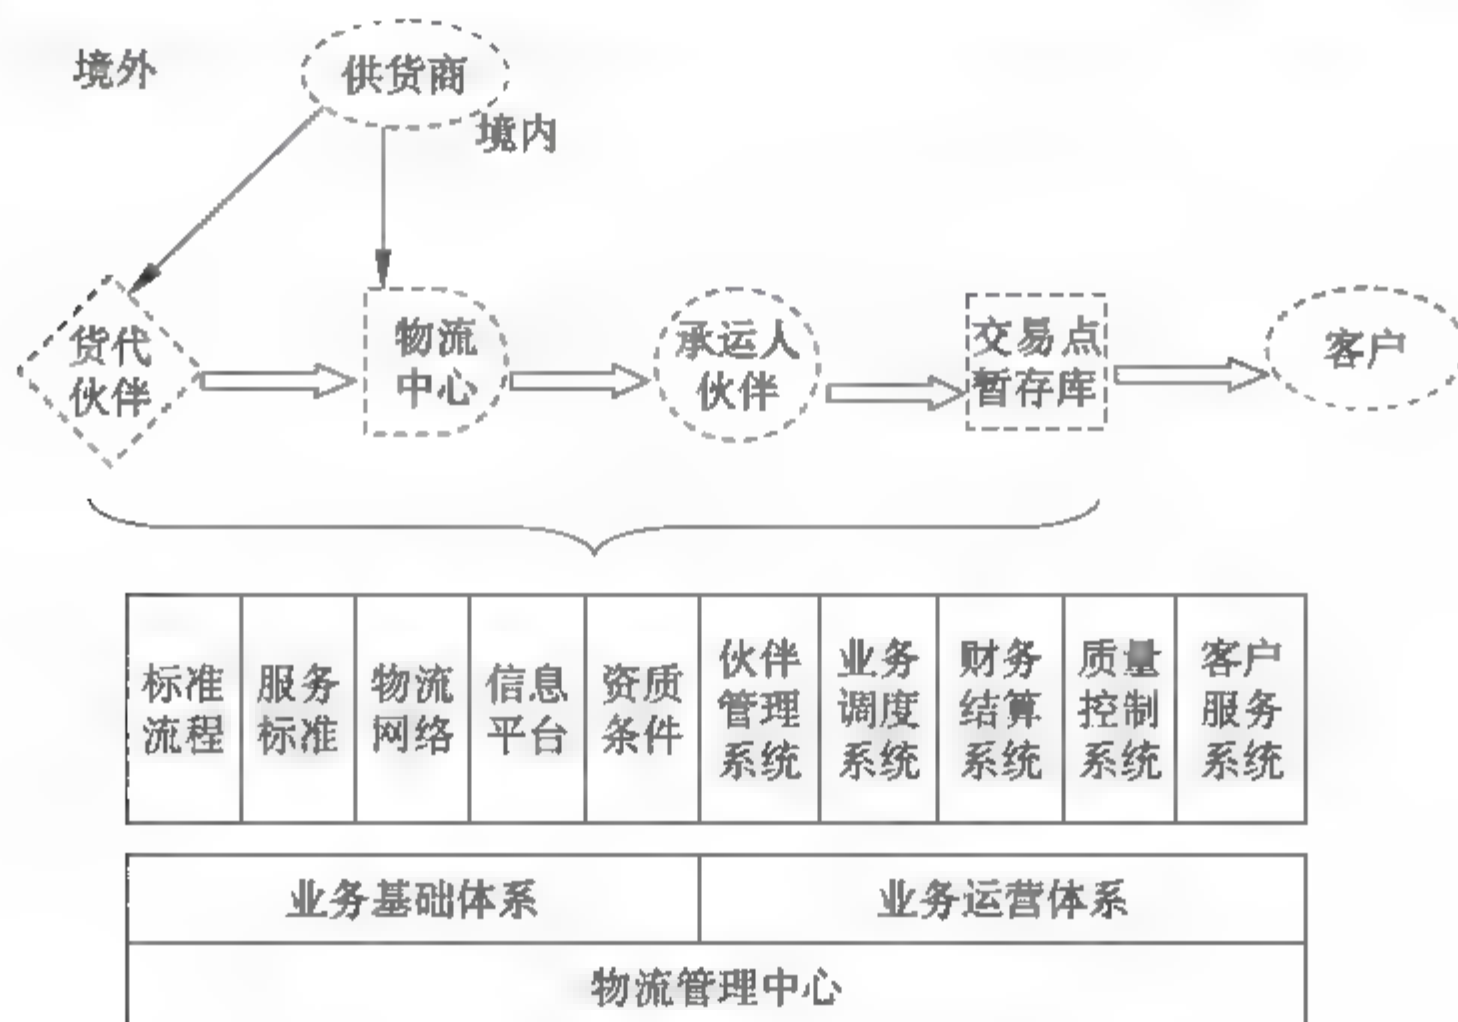 境外
供货商
境内
货代
伙伴
物流
中心
承运人
伙伴
交易点
暂存库
客户
标准
流程
服务
标准
物流
网络
信息
平台
资质
条件
伙伴
管理
系统
业务
调度
系统
财务
结算
系统
质量
控制
系统
客户
服务
系统
业务基础体系
业务运营体系
物流管理中心